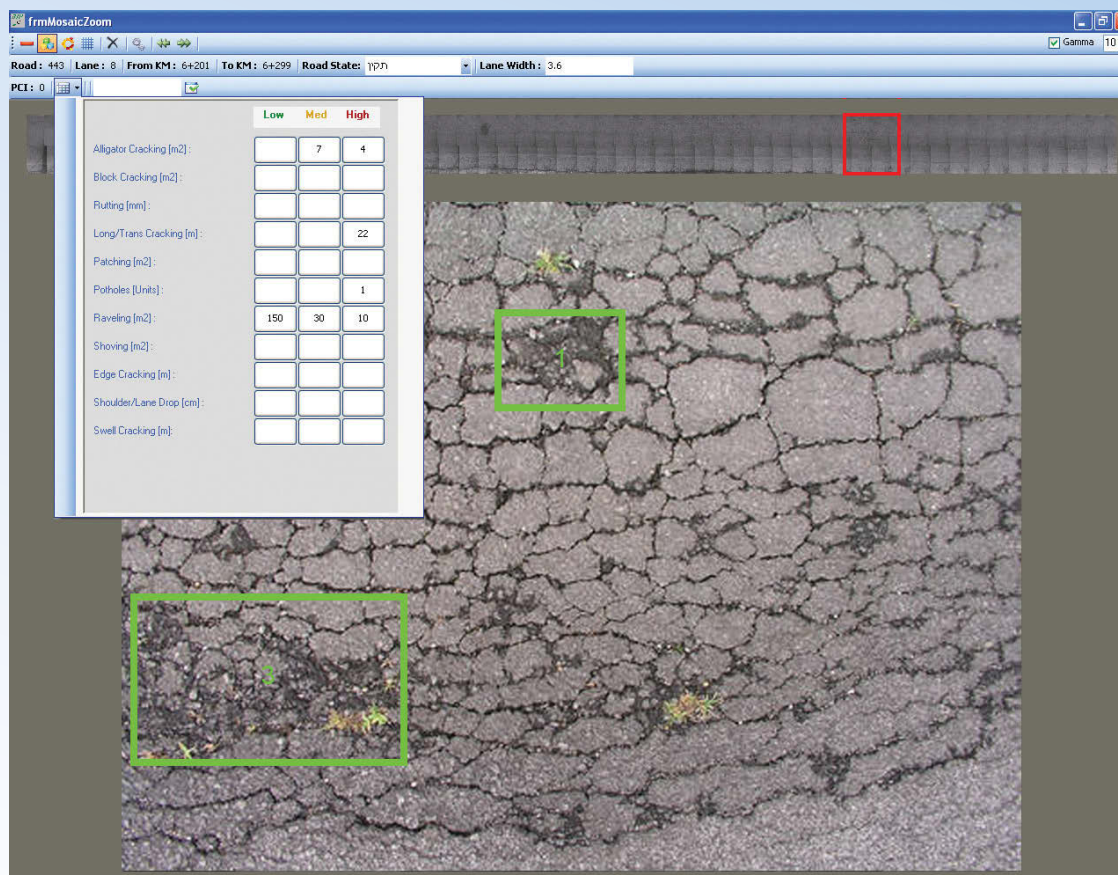 frmMosaicZoom
Gamma 10
Road: 443 Lane: 8 From KM: 6+201 To KM: 6+299 Road State: תקין Lane Width: 3.6
PCI: 0
Low Med High
Alligator Cracking [m2] : 7 4
Block Cracking [m2] :
Rutting [mm] :
Long/Trans Cracking [m] : 22
Patching [m2] :
Potholes [Units] : 1
Raveling [m2] : 150 30 10
Shoving [m2] :
Edge Cracking [m] :
Shoulder/Lane Drop [cm] :
Swell Cracking [m]:
1
3